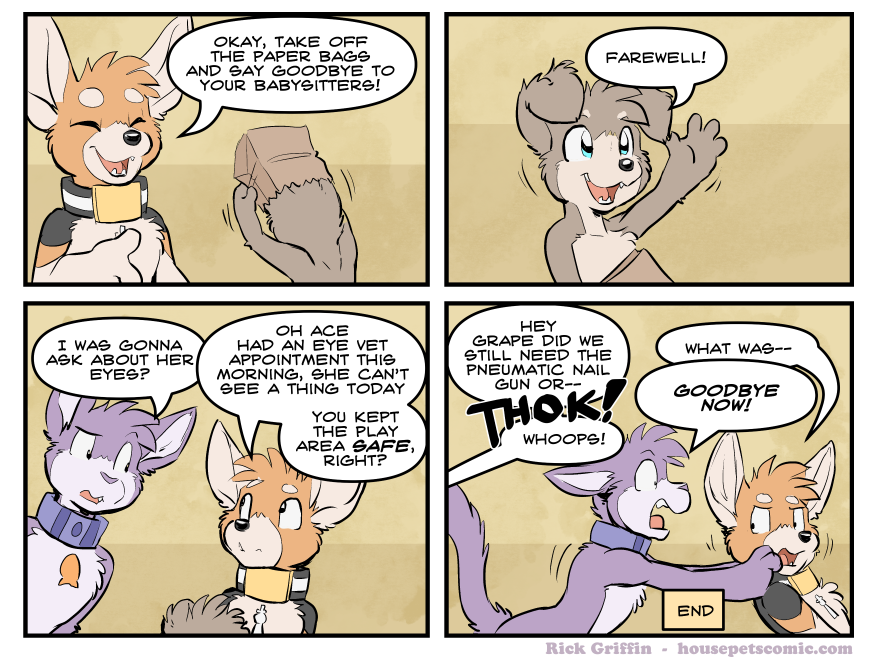 OKAY, TAKE OFF
THE PAPER BAGS
AND SAY GOODBYE TO
YOUR BABYSITTERS!
FAREWELL!
I WAS GONNA
ASK ABOUT HER
EYES?
OH ACE
HAD AN EYE VET
APPOINTMENT THIS
MORNING, SHE CAN'T
SEE A THING TODAY
YOU KEPT
THE PLAY
AREA SAFE,
RIGHT?
HEY
GRAPE DID WE
STILL NEED THE
PNEUMATIC NAIL
GUN OR--
THOK!
WHOOPS!
WHAT WAS--
GOODBYE
NOW!
END
Rick Griffin - housepetscomic.com